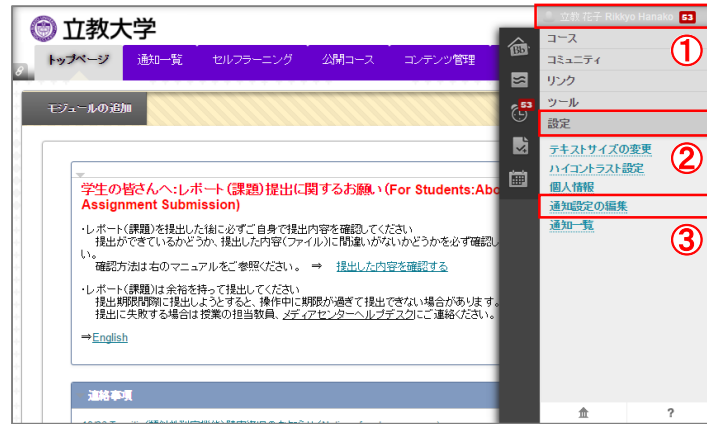 立教大学
立教 花子 Rikkyo Hanako 53
トップページ 通知一覧 セルフラーニング 公開コース コンテンツ管理
モジュールの追加
学生の皆さんへ:レポート(課題)提出に関するお願い(For Students:Abo
Assignment Submission)
・レポート(課題)を提出した後に必ずご自身で提出内容を確認してください
提出ができているかどうか、提出した内容(ファイル)に間違いがないかどうかを必ず確認し
い。
確認方法は右のマニュアルをご参照ください。 ⇒ 提出した内容を確認する
・レポート(課題)は余裕を持って提出してください
提出期限間際に提出しようとすると、操作中に期限が過ぎて提出できない場合があります。
提出に失敗する場合は授業の担当教員、メディアセンターヘルプデスクにご連絡ください。
⇒English
連絡事項
Bb
53
コース
①
コミュニティ
リンク
ツール
設定
テキストサイズの変更
②
ハイコントラスト設定
個人情報
通知設定の編集
通知一覧
③
?